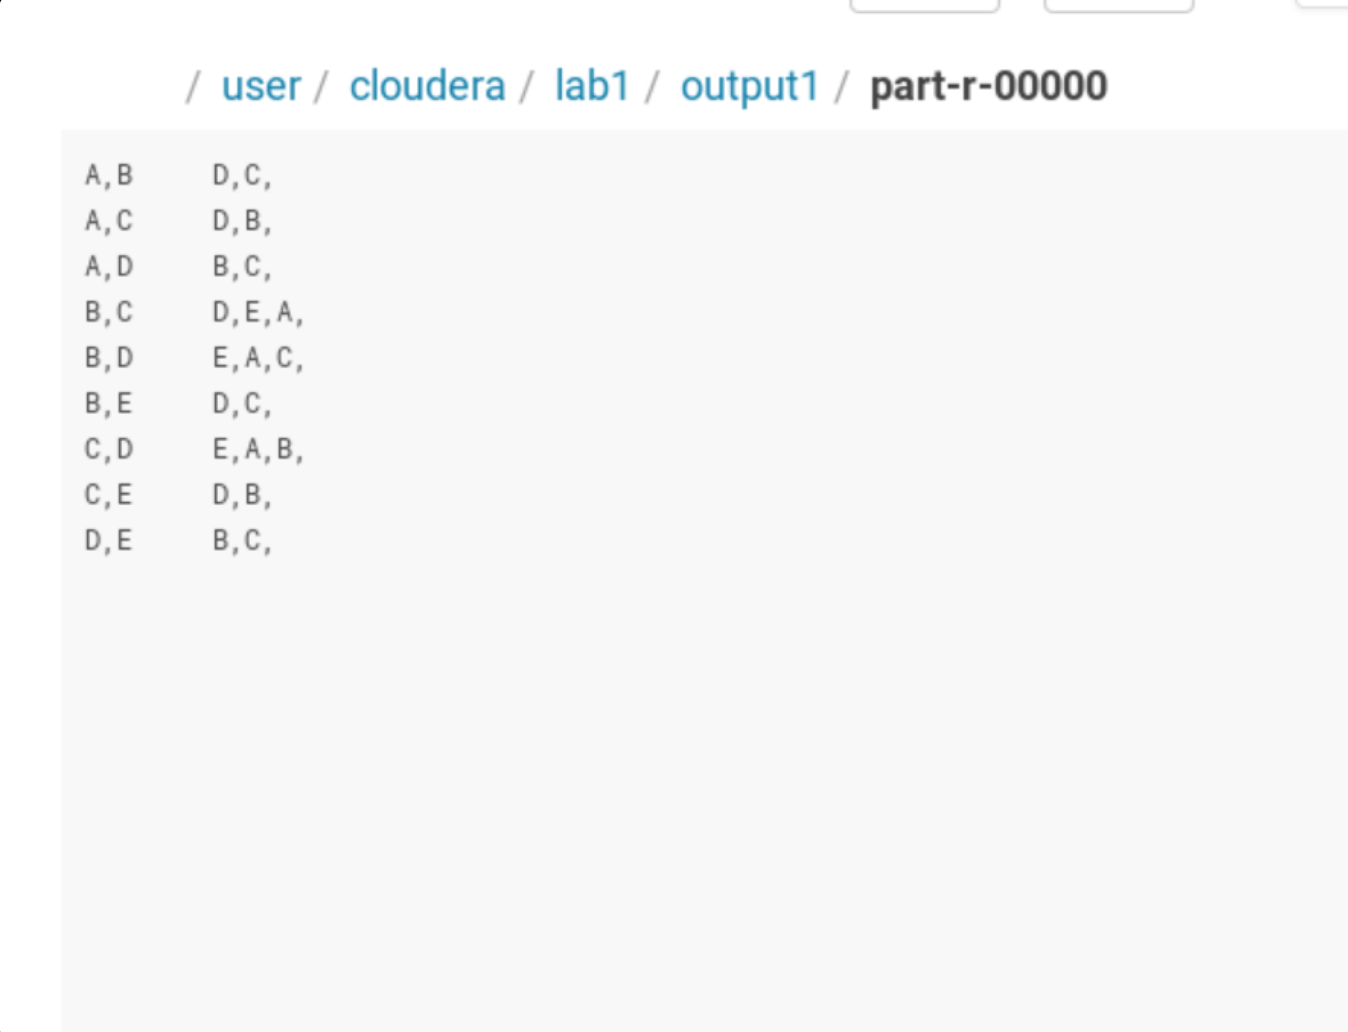 / user / cloudera / lab1 / output1 / part-r-00000
A,B     D,C,
A,C     D,B,
A,D     B,C,
B,C     D,E,A,
B,D     E,A,C,
B,E     D,C,
C,D     E,A,B,
C,E     D,B,
D,E     B,C,